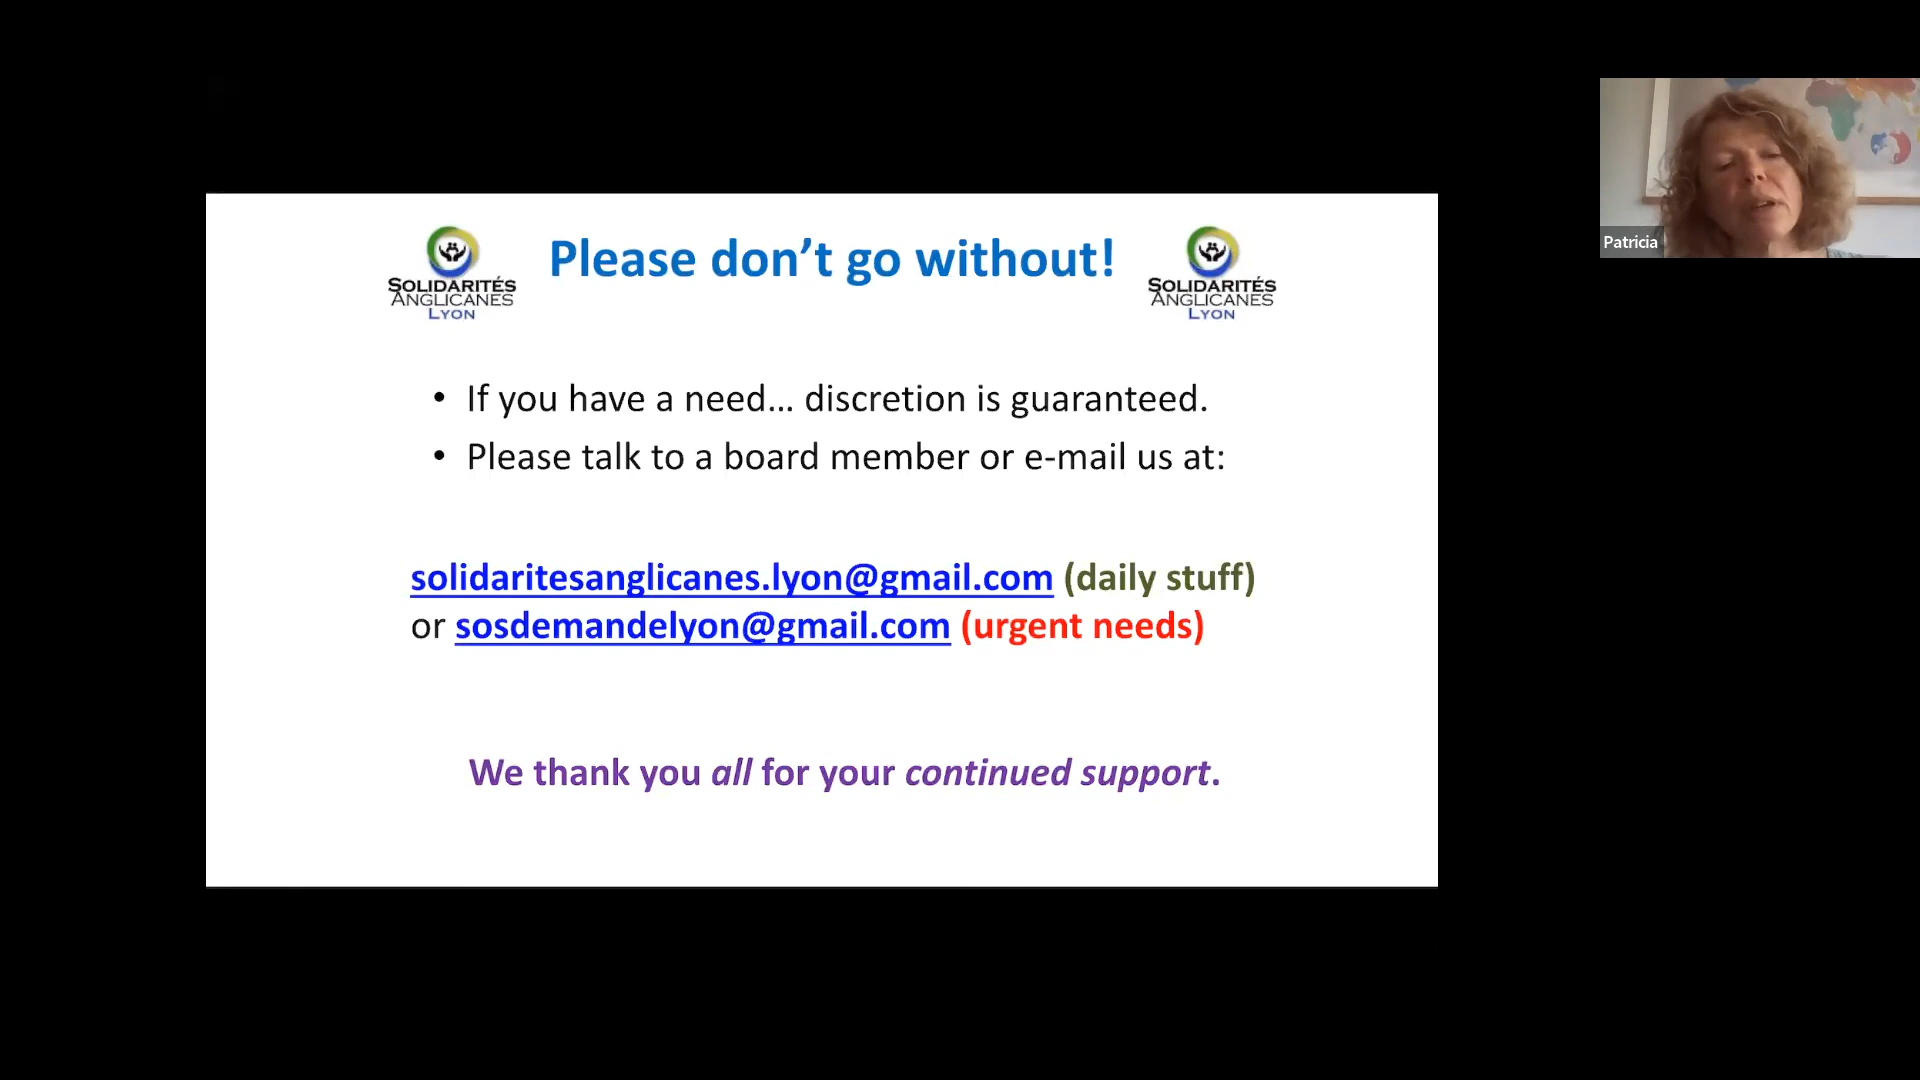 SOLIDARITÉS
ANGLICANES
LYON
Please don’t go without!
SOLIDARITÉS
ANGLICANES
LYON
Patricia
• If you have a need... discretion is guaranteed.
• Please talk to a board member or e-mail us at:
solidaritesanglicanes.lyon@gmail.com (daily stuff)
or sosdemandelyon@gmail.com (urgent needs)
We thank you all for your continued support.